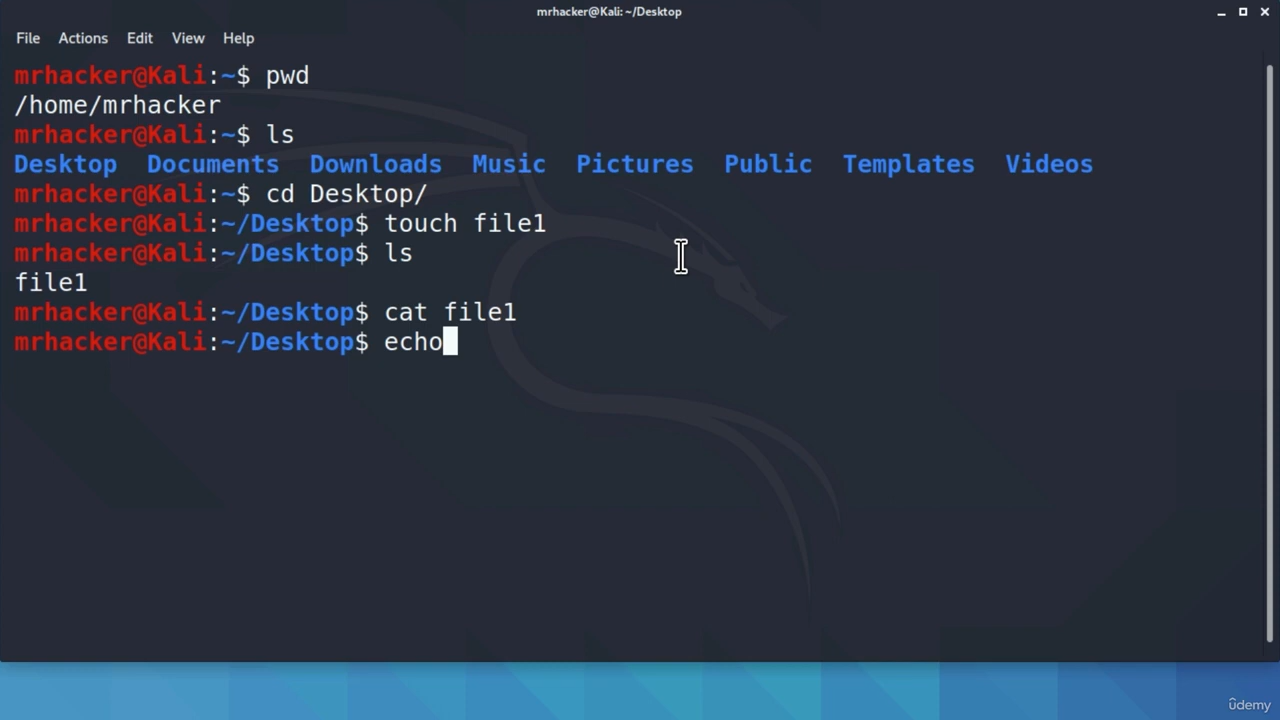 mrhacker@Kali: ~/Desktop
File Actions Edit View Help
mrhacker@Kali:~$ pwd
/home/mrhacker
mrhacker@Kali:~$ ls
Desktop Documents Downloads Music Pictures Public Templates Videos
mrhacker@Kali:~$ cd Desktop/
mrhacker@Kali:~/Desktop$ touch file1
mrhacker@Kali:~/Desktop$ ls
file1
mrhacker@Kali:~/Desktop$ cat file1
mrhacker@Kali:~/Desktop$ echo
ûdemy